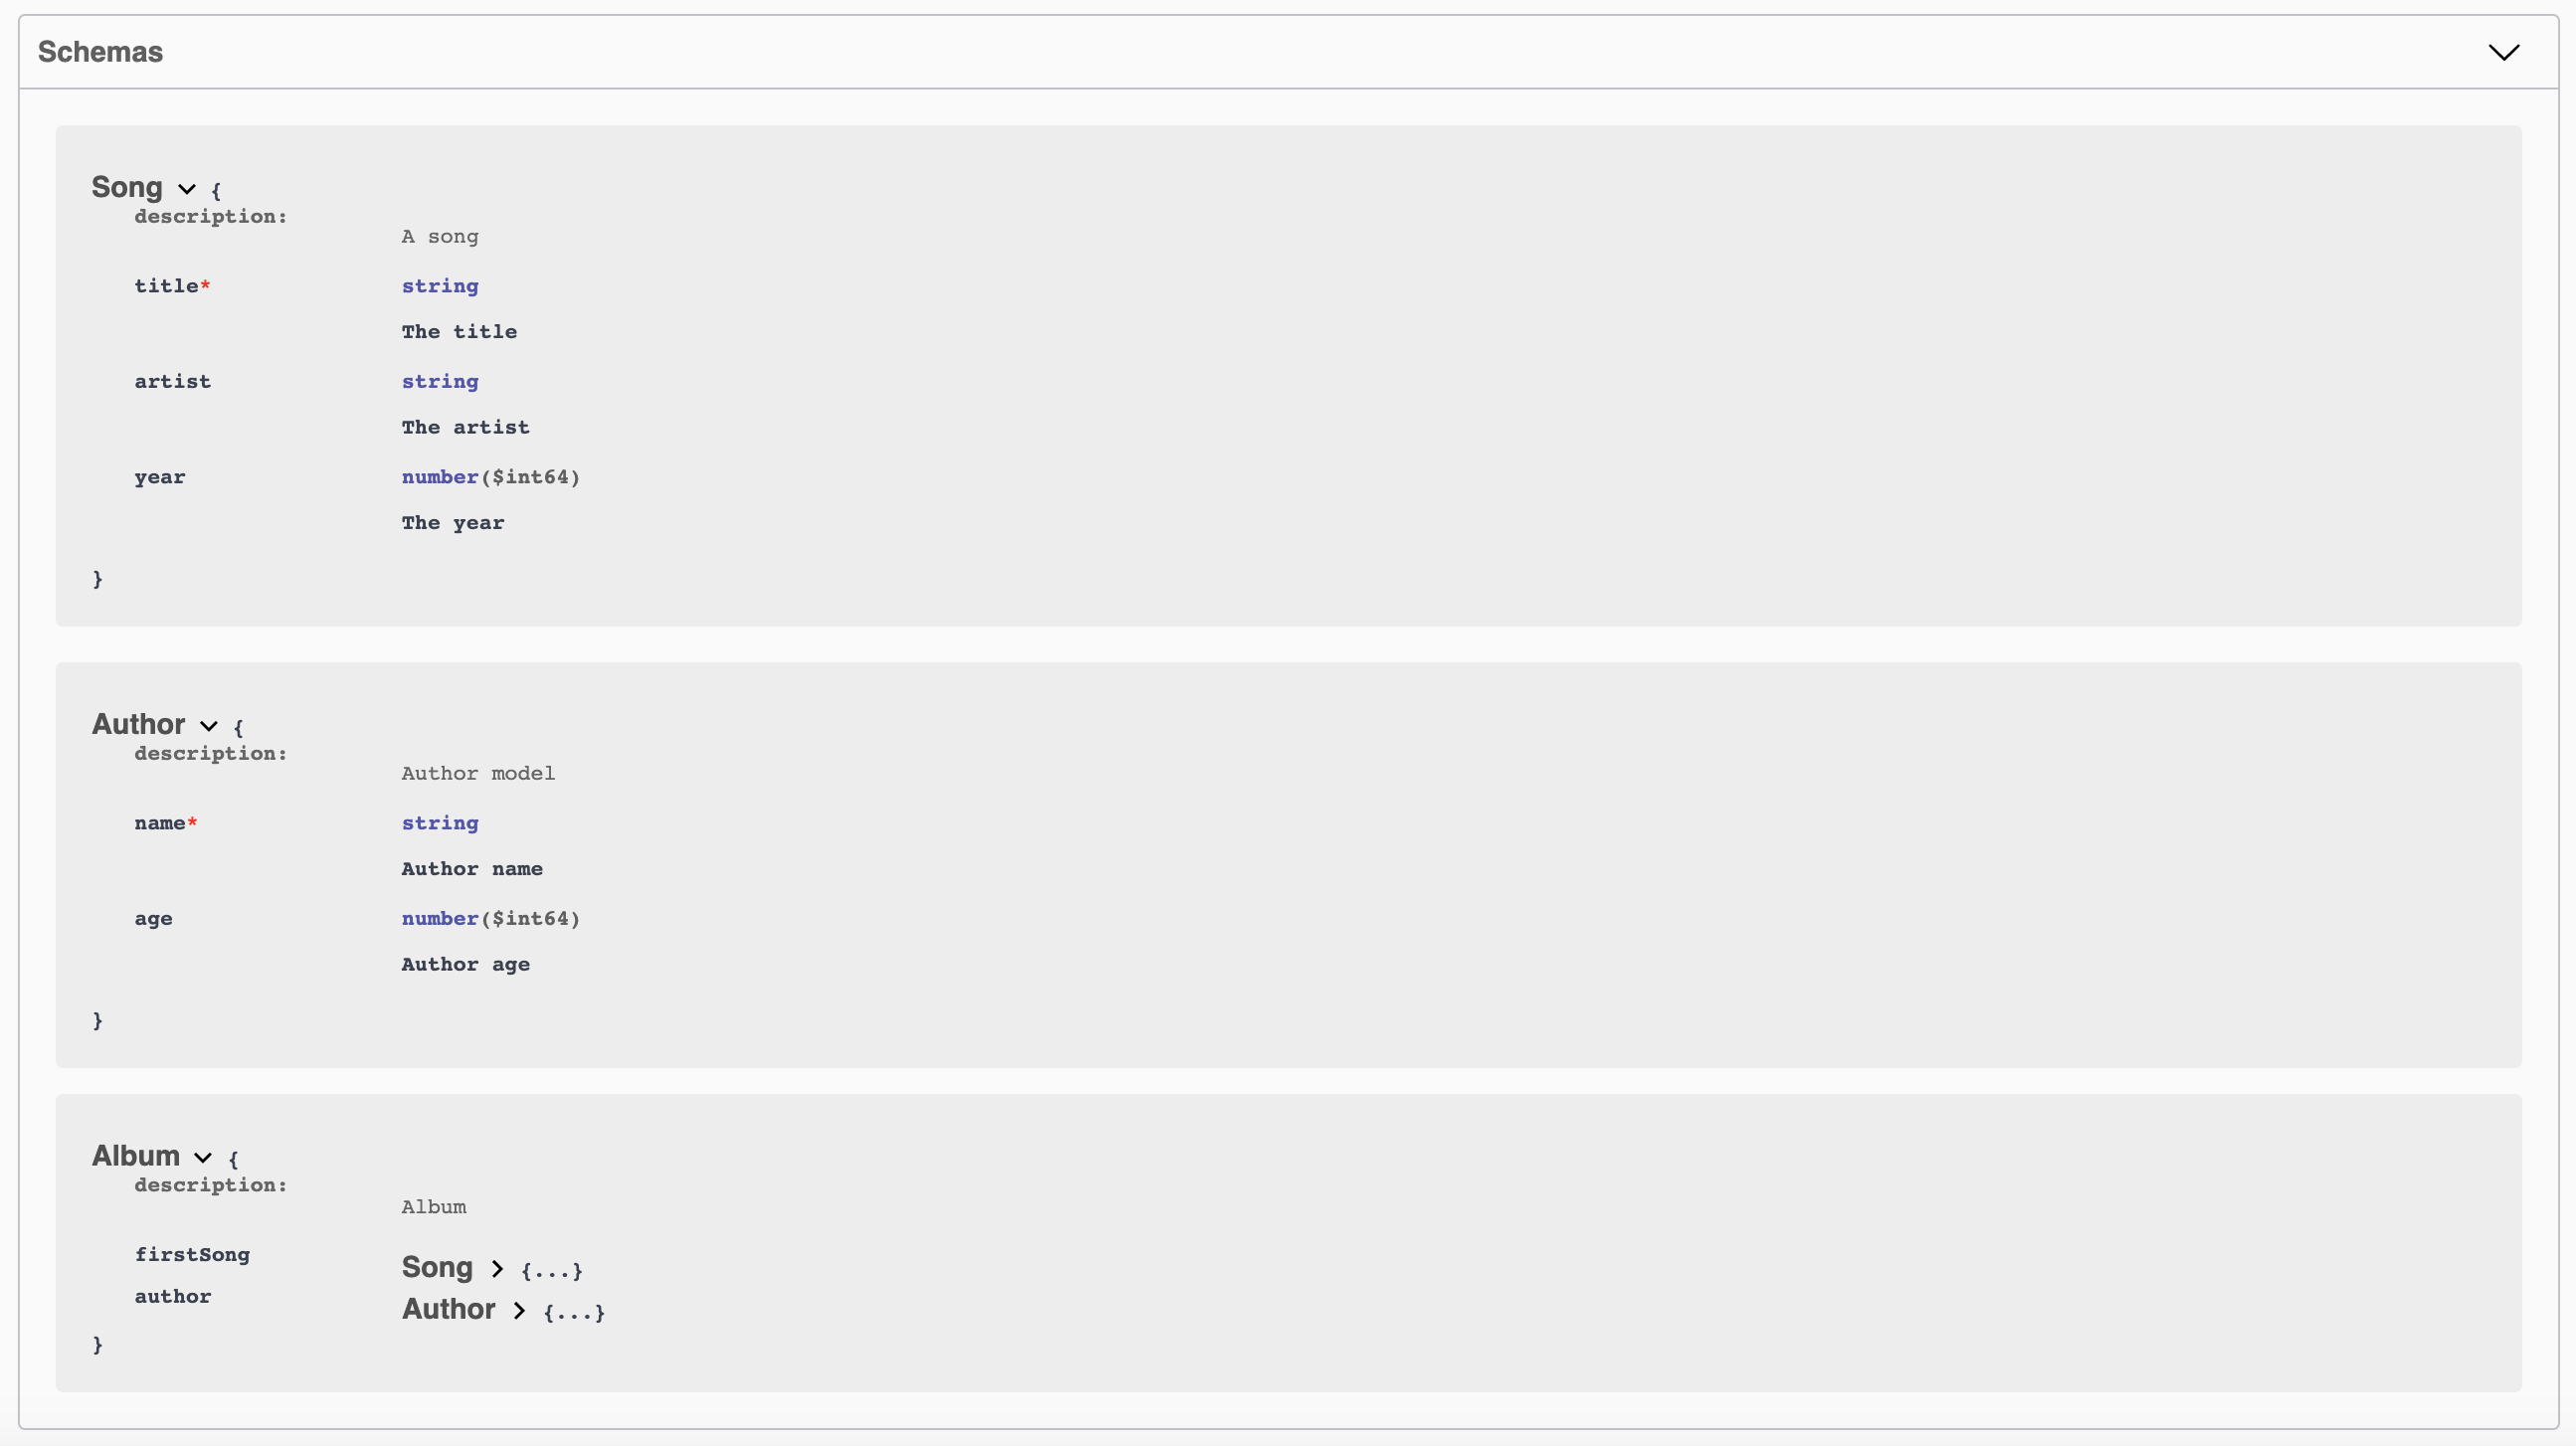 Schemas
Song {
description:
A song
title* string
The title
artist string
The artist
year number($int64)
The year
}
Author {
description:
Author model
name* string
Author name
age number($int64)
Author age
}
Album {
description:
Album
firstSong Song {...}
author Author {...}
}